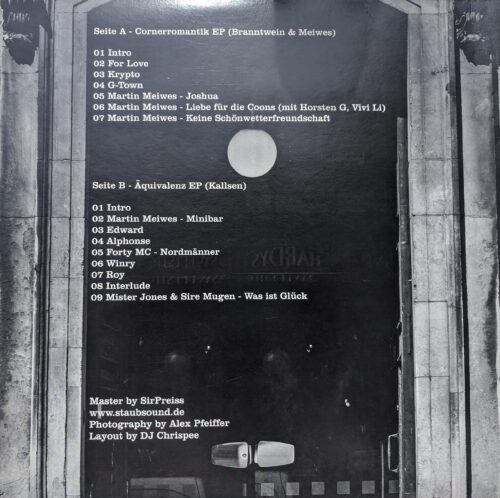 Seite A - Cornerromantik EP (Branntwein & Meiwes)
01 Intro
02 For Love
03 Krypto
04 G-Town
05 Martin Meiwes - Joshua
06 Martin Meiwes - Liebe für die Coons (mit Horsten G, Vivi Li)
07 Martin Meiwes - Keine Schönwetterfreundschaft
Seite B - Äquivalenz EP (Kallsen)
01 Intro
02 Martin Meiwes - Minibar
03 Edward
04 Alphonse
05 Forty MC - Nordmänner
06 Winry
07 Roy
08 Interlude
09 Mister Jones & Sire Mugen - Was ist Glück
Master by SirPreiss
www.staubsound.de
Photography by Alex Pfeiffer
Layout by DJ Chrispee